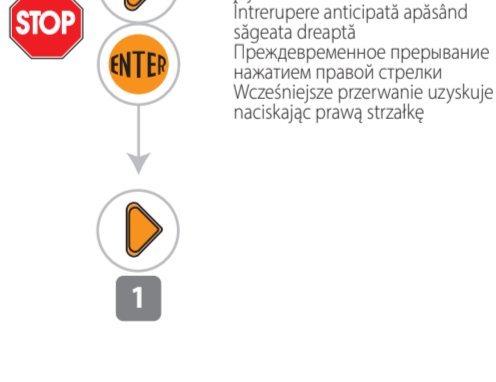 STOP
Întrerupere anticipată apăsând
săgeata dreaptă
ENTER
Преждевременное прерывание
нажатием правой стрелки
Wcześniejsze przerwanie uzyskuje
naciskając prawą strzałkę
1